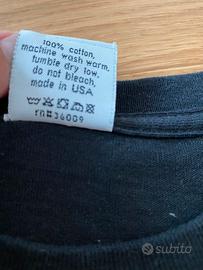 100% cotton,
machine wash warm.
tumble dry low.
do not bleach.
made in USA
rn#36009
subito